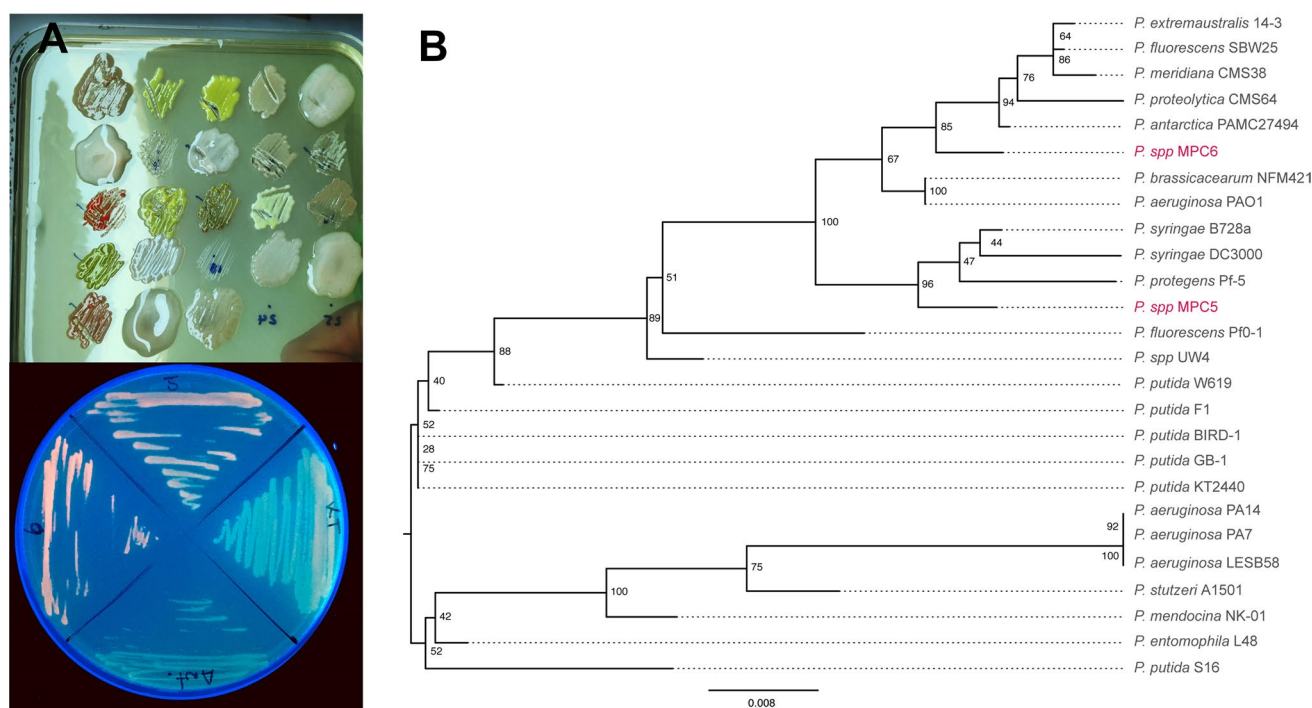 A
B
P. extremaustralis 14-3
64
P. fluorescens SBW25
86
P. meridiana CMS38
76
P. proteolytica CMS64
94
P. antarctica PAMC27494
85
P. spp MPC6
67
P. brassicacearum NFM421
100
P. aeruginosa PAO1
100
P. syringae B728a
44
P. syringae DC3000
47
P. protegens Pf-5
96
P. spp MPC5
51
89
P. fluorescens Pf0-1
P. spp UW4
88
P. putida W619
40
P. putida F1
52
P. putida BIRD-1
28
P. putida GB-1
75
P. putida KT2440
P. aeruginosa PA14
92
P. aeruginosa PA7
100
P. aeruginosa LESB58
75
P. stutzeri A1501
100
P. mendocina NK-01
42
P. entomophila L48
52
P. putida S16
0.008
KT
Ant.